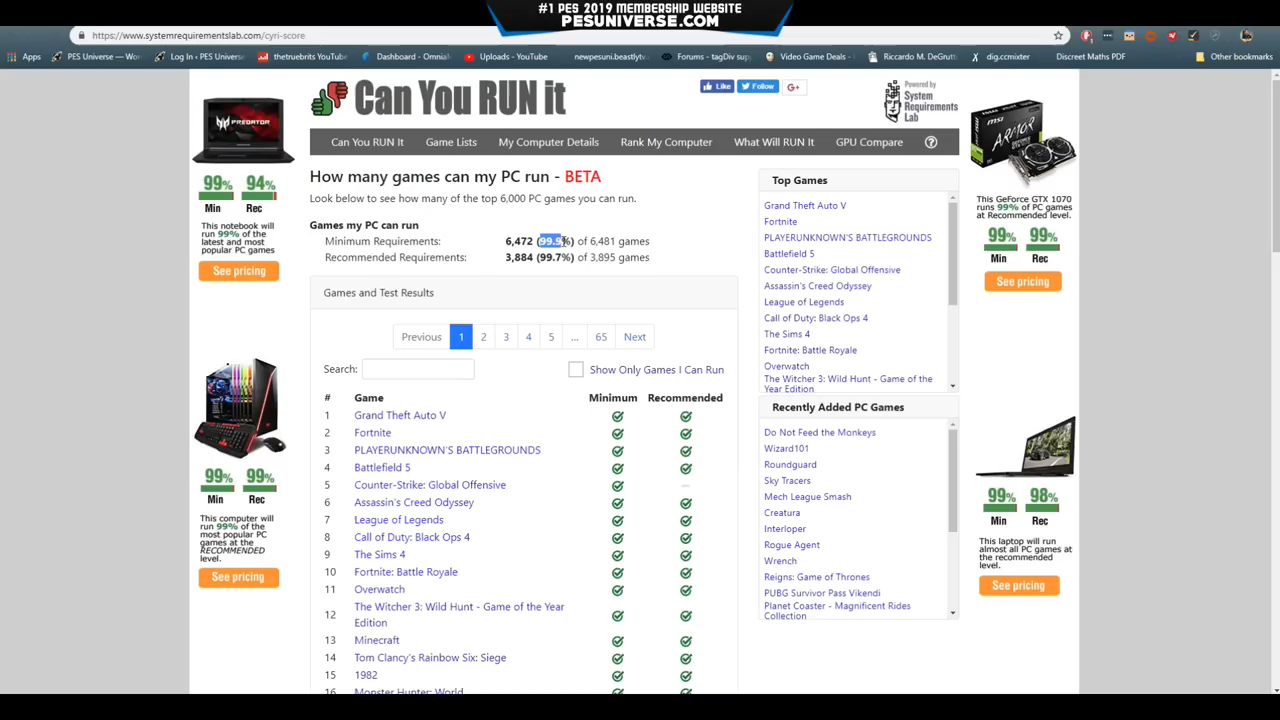 #1 PES 2019 MEMBERSHIP WEBSITE
PESUNIVERSE.COM
https://www.systemrequirementslab.com/cyri-score
Apps
PES Universe — Wor
Log In ‹ PES Universe
thetruebrits YouTube
Dashboard - Omnia
Uploads - YouTube
newpesuni.beastlytv.
Forums - tagDiv supp
Video Game Deals -
Riccardo M. DeGrutt
dig.ccmixter
Discreet Maths PDF
Other bookmarks
Can You RUN it
Like
Follow
G+
Powered by
System
Requirements
Lab
Can You RUN It
Game Lists
My Computer Details
Rank My Computer
What Will RUN It
GPU Compare
?
PREDATOR
99%
94%
Min
Rec
This notebook will
run 99% of the
latest and most
popular PC games
See pricing
99%
99%
Min
Rec
This computer will
run 99% of the
most popular PC
games at the
RECOMMENDED
level.
See pricing
How many games can my PC run - BETA
Look below to see how many of the top 6,000 PC games you can run.
Games my PC can run
Minimum Requirements: 6,472 (99.9%) of 6,481 games
Recommended Requirements: 3,884 (99.7%) of 3,895 games
Games and Test Results
Previous 1 2 3 4 5 ... 65 Next
Search:
Show Only Games I Can Run
# Game Minimum Recommended
1 Grand Theft Auto V
2 Fortnite
3 PLAYERUNKNOWN'S BATTLEGROUNDS
4 Battlefield 5
5 Counter-Strike: Global Offensive
6 Assassin's Creed Odyssey
7 League of Legends
8 Call of Duty: Black Ops 4
9 The Sims 4
10 Fortnite: Battle Royale
11 Overwatch
12 The Witcher 3: Wild Hunt - Game of the Year
Edition
13 Minecraft
14 Tom Clancy's Rainbow Six: Siege
15 1982
16 Monster Hunter: World
Top Games
Grand Theft Auto V
Fortnite
PLAYERUNKNOWN'S BATTLEGROUNDS
Battlefield 5
Counter-Strike: Global Offensive
Assassin's Creed Odyssey
League of Legends
Call of Duty: Black Ops 4
The Sims 4
Fortnite: Battle Royale
Overwatch
The Witcher 3: Wild Hunt - Game of the
Year Edition
Recently Added PC Games
Do Not Feed the Monkeys
Wizard101
Roundguard
Sky Tracers
Mech League Smash
Creatura
Interloper
Rogue Agent
Wrench
Reigns: Game of Thrones
PUBG Survivor Pass Vikendi
Planet Coaster - Magnificent Rides
Collection
msi
ARMOR
This GeForce GTX 1070
runs 99% of PC games
at Recommended.
99%
99%
Min
Rec
See pricing
99%
98%
Min
Rec
This laptop will run
almost all PC games at
the recommended
level.
See pricing